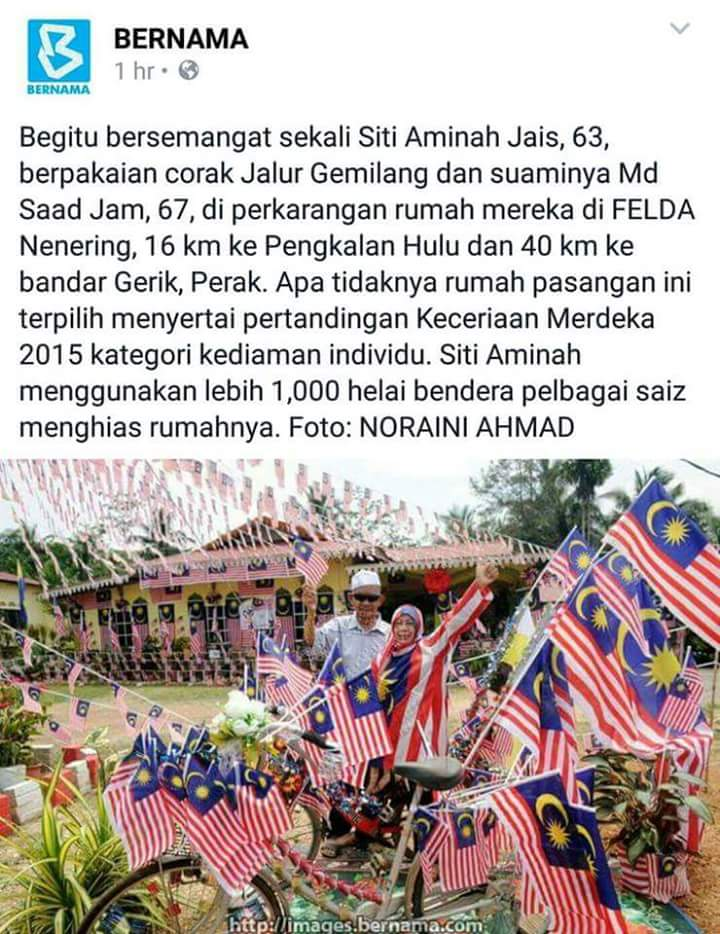 BERNAMA
BERNAMA
1 hr •
Begitu bersemangat sekali Siti Aminah Jais, 63,
berpakaian corak Jalur Gemilang dan suaminya Md
Saad Jam, 67, di perkarangan rumah mereka di FELDA
Nenering, 16 km ke Pengkalan Hulu dan 40 km ke
bandar Gerik, Perak. Apa tidaknya rumah pasangan ini
terpilih menyertai pertandingan Keceriaan Merdeka
2015 kategori kediaman individu. Siti Aminah
menggunakan lebih 1,000 helai bendera pelbagai saiz
menghias rumahnya. Foto: NORAINI AHMAD
http://images.bernama.com